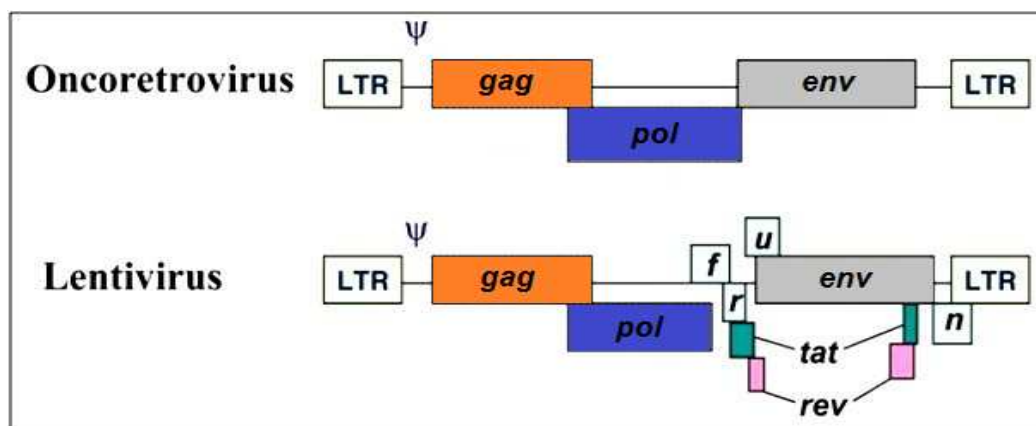 ψ
Oncoretrovirus LTR gag env LTR
pol
ψ
u
Lentivirus LTR gag f env LTR
pol r n
tat
rev